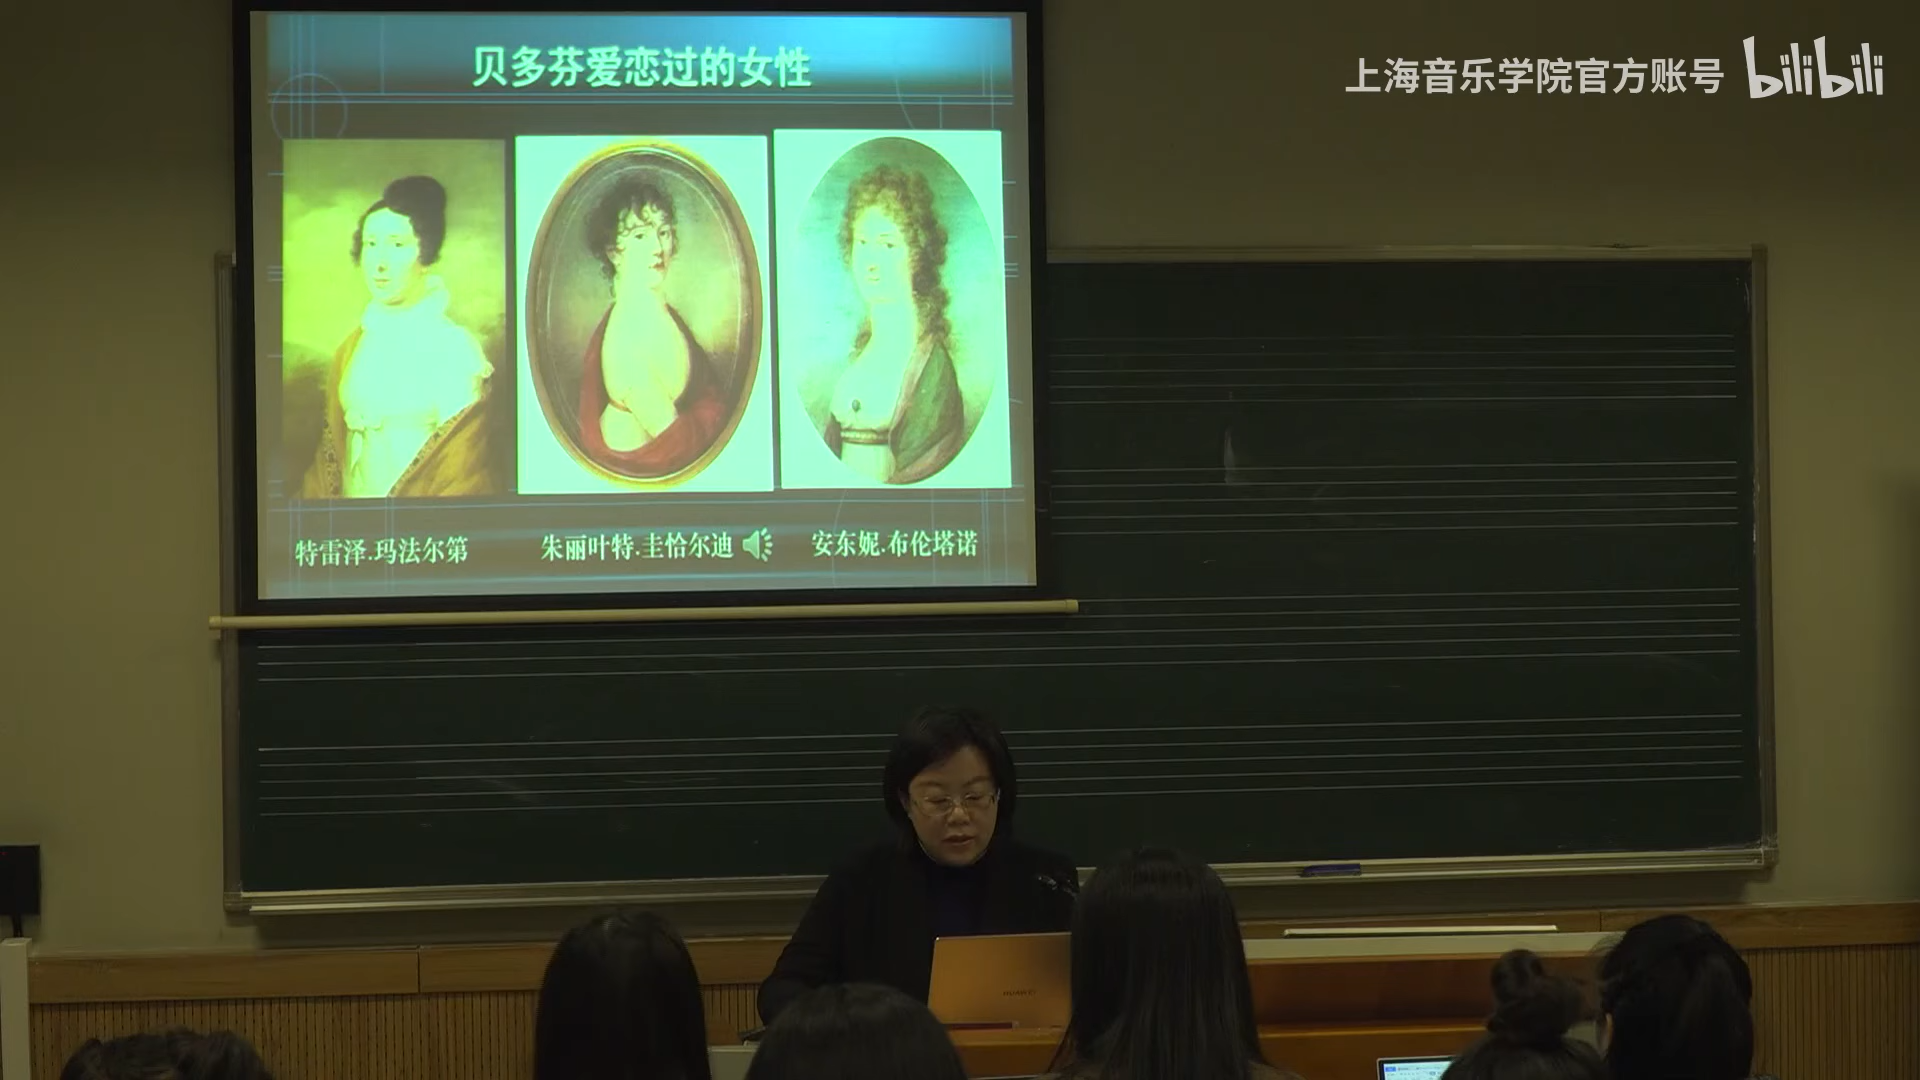 贝多芬爱恋过的女性
上海音乐学院官方账号 bilibili
特雷泽.玛法尔第
朱丽叶特.圭恰尔迪
安东妮.布伦塔诺
HUAWEI